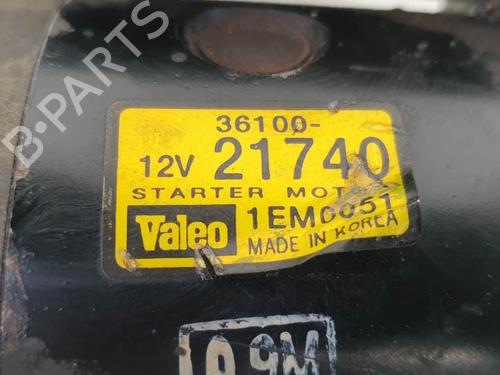 B-PARTS
36100-
12V 21740
STARTER MOTOR
Valeo 1EM0051
MADE IN KOREA